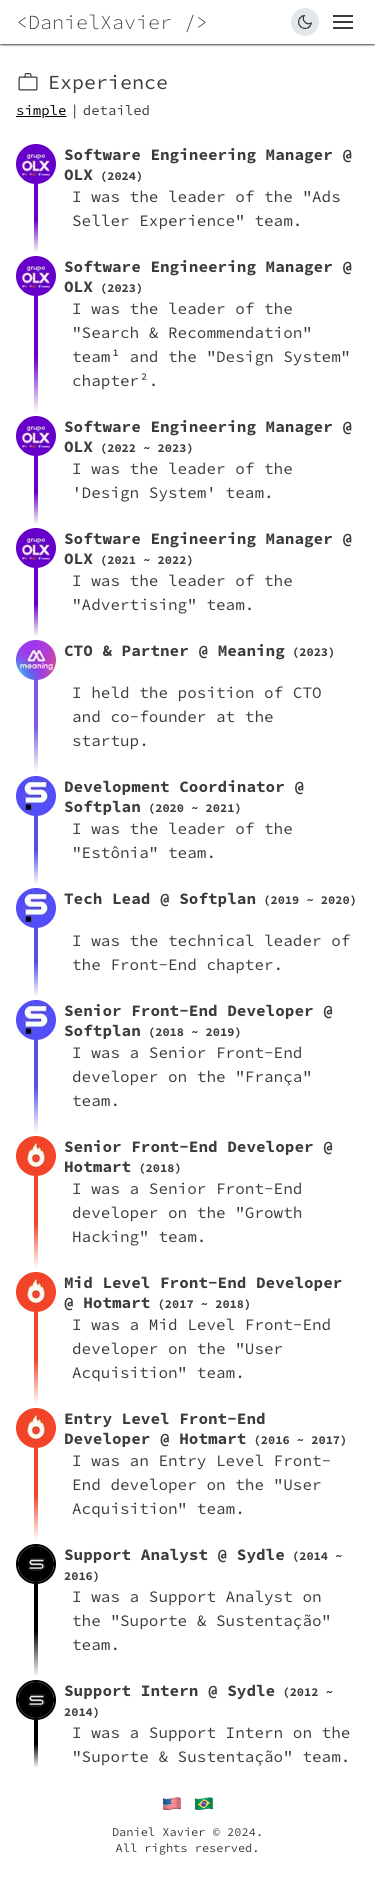 <DanielXavier />
Experience
simple | detailed
grupo
OLX
Software Engineering Manager @
OLX (2024)
I was the leader of the "Ads
Seller Experience" team.
grupo
OLX
Software Engineering Manager @
OLX (2023)
I was the leader of the
"Search & Recommendation"
team¹ and the "Design System"
chapter².
grupo
OLX
Software Engineering Manager @
OLX (2022 ~ 2023)
I was the leader of the
'Design System' team.
grupo
OLX
Software Engineering Manager @
OLX (2021 ~ 2022)
I was the leader of the
"Advertising" team.
meaning
CTO & Partner @ Meaning (2023)
I held the position of CTO
and co-founder at the
startup.
Development Coordinator @
Softplan (2020 ~ 2021)
I was the leader of the
"Estônia" team.
Tech Lead @ Softplan (2019 ~ 2020)
I was the technical leader of
the Front-End chapter.
Senior Front-End Developer @
Softplan (2018 ~ 2019)
I was a Senior Front-End
developer on the "França"
team.
Senior Front-End Developer @
Hotmart (2018)
I was a Senior Front-End
developer on the "Growth
Hacking" team.
Mid Level Front-End Developer
@ Hotmart (2017 ~ 2018)
I was a Mid Level Front-End
developer on the "User
Acquisition" team.
Entry Level Front-End
Developer @ Hotmart (2016 ~ 2017)
I was an Entry Level Front-
End developer on the "User
Acquisition" team.
Support Analyst @ Sydle (2014 ~
2016)
I was a Support Analyst on
the "Suporte & Sustentação"
team.
Support Intern @ Sydle (2012 ~
2014)
I was a Support Intern on the
"Suporte & Sustentação" team.
Daniel Xavier © 2024.
All rights reserved.